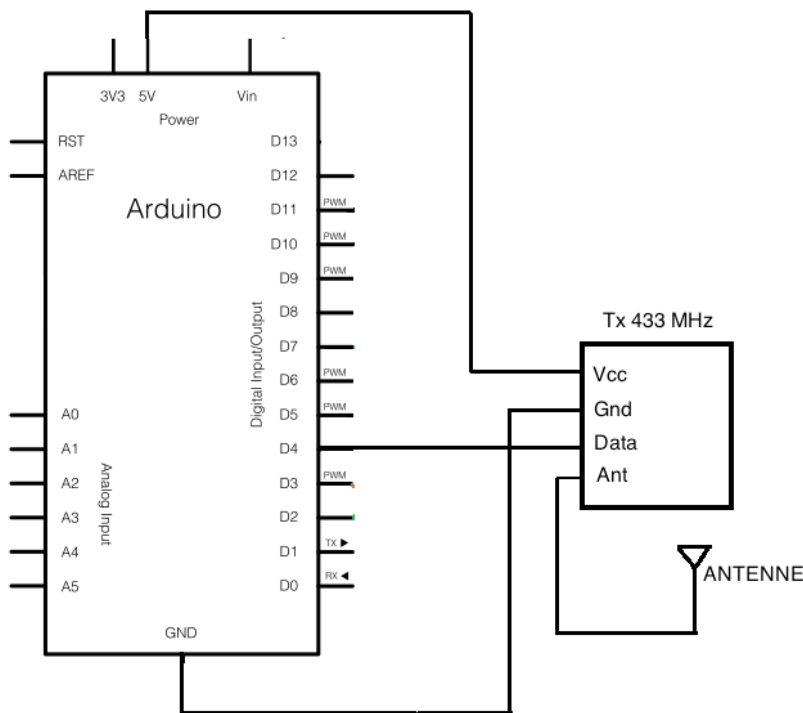 3V3 5V Vin
Power
RST D13
AREF D12
Arduino D11 PWM
D10 PWM
D9 PWM
D8
D7
D6 PWM
A0 D5 PWM
A1 D4
A2 D3 PWM
A3 D2
A4 D1 TX ▶
A5 D0 RX ◀
Digital Input/Output
Analog Input
GND
Tx 433 MHz
Vcc
Gnd
Data
Ant
ANTENNE